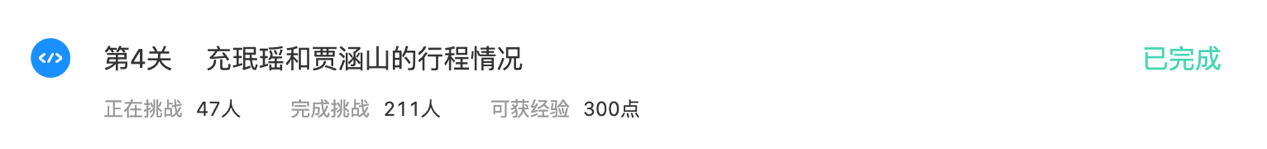 第4关 充珉瑶和贾涵山的行程情况 已完成
正在挑战 47人 完成挑战 211人 可获经验 300点